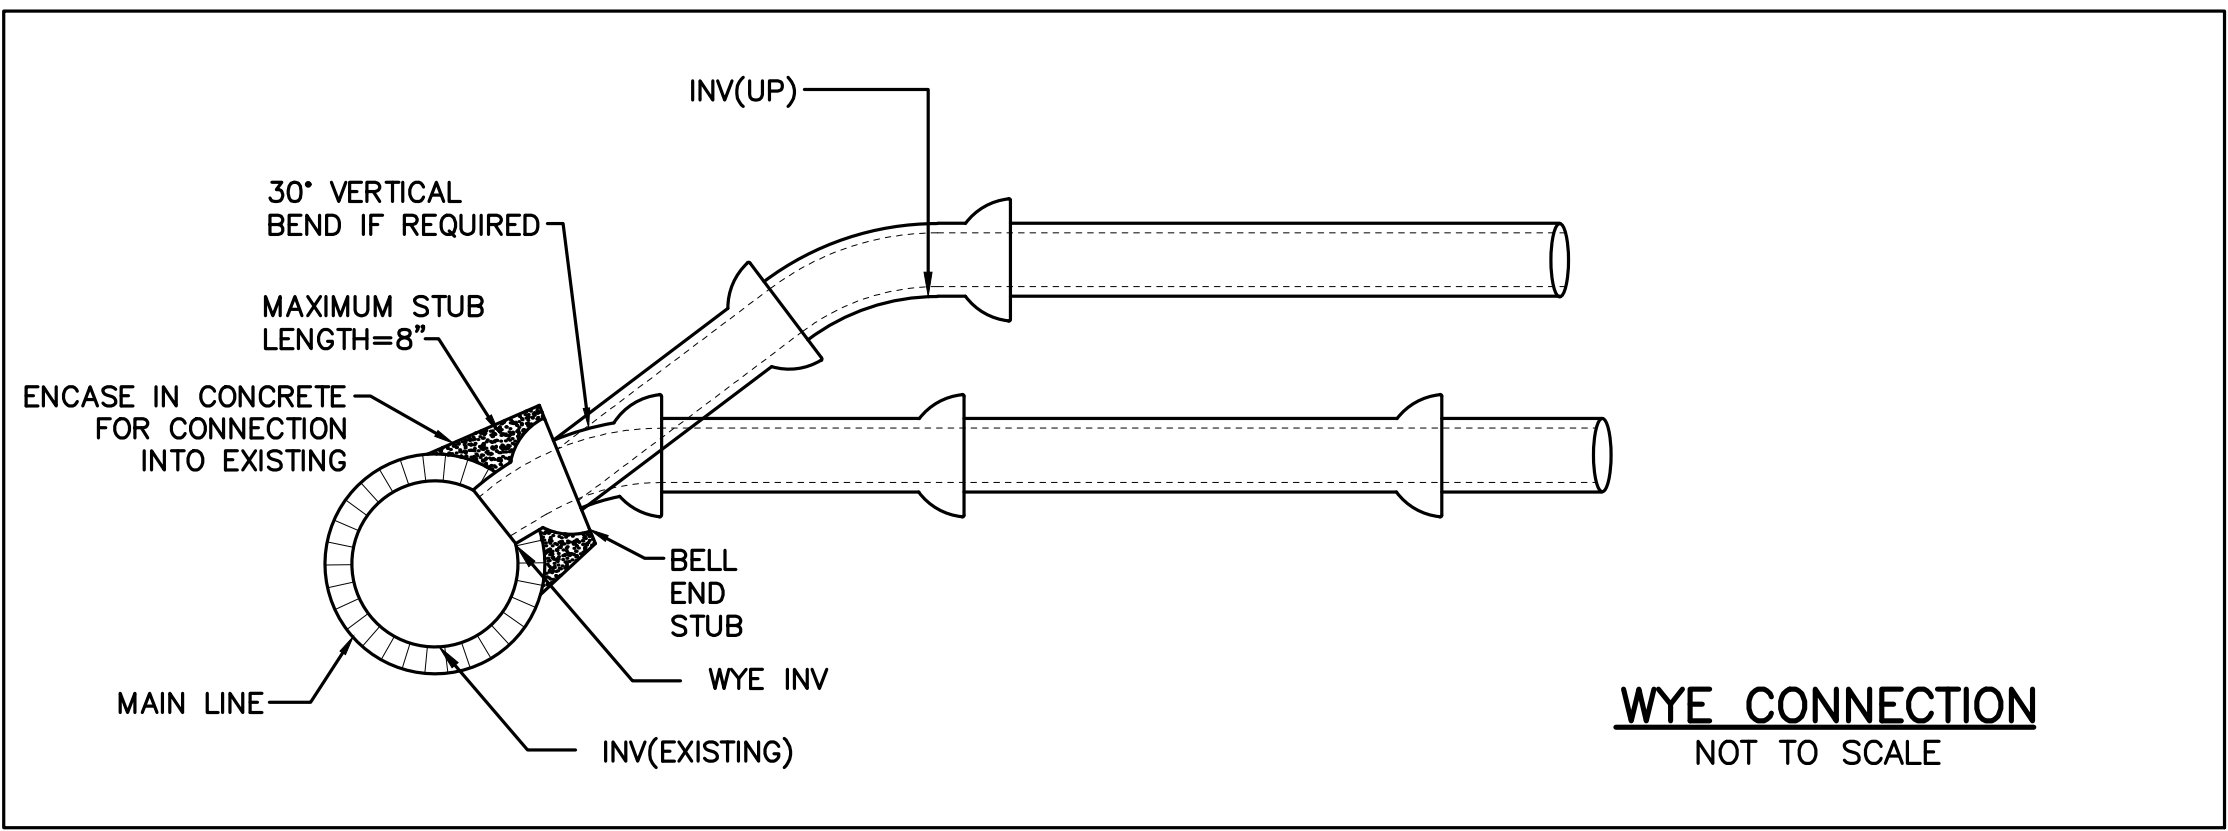 INV(UP)
30° VERTICAL
BEND IF REQUIRED
MAXIMUM STUB
LENGTH=8"
ENCASE IN CONCRETE
FOR CONNECTION
INTO EXISTING
BELL
END
STUB
WYE INV
MAIN LINE
INV(EXISTING)
WYE CONNECTION
NOT TO SCALE